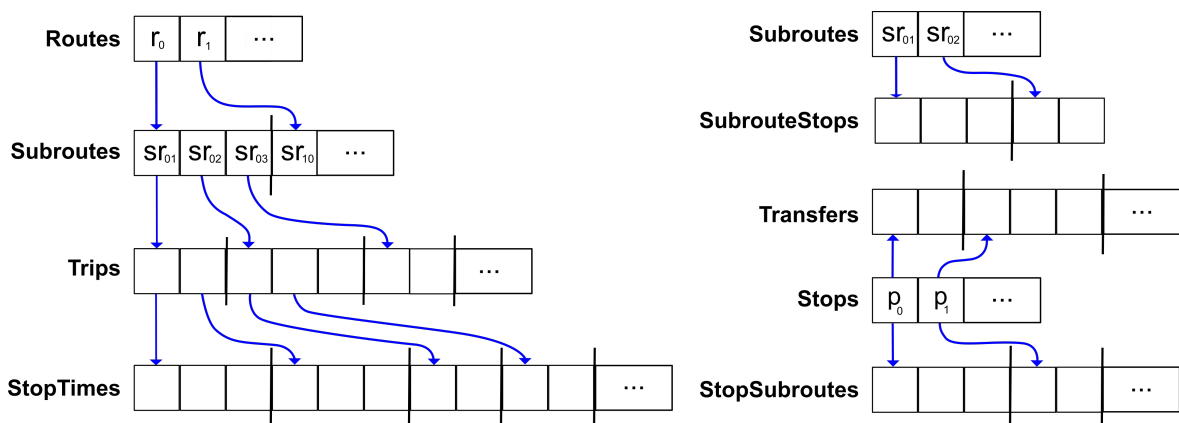 Routes r₀ r₁ ...
Subroutes sr₀₁ sr₀₂ sr₀₃ sr₁₀ ...
Trips ...
StopTimes ...
Subroutes sr₀₁ sr₀₂ ...
SubrouteStops
Transfers ...
Stops p₀ p₁ ...
StopSubroutes ...